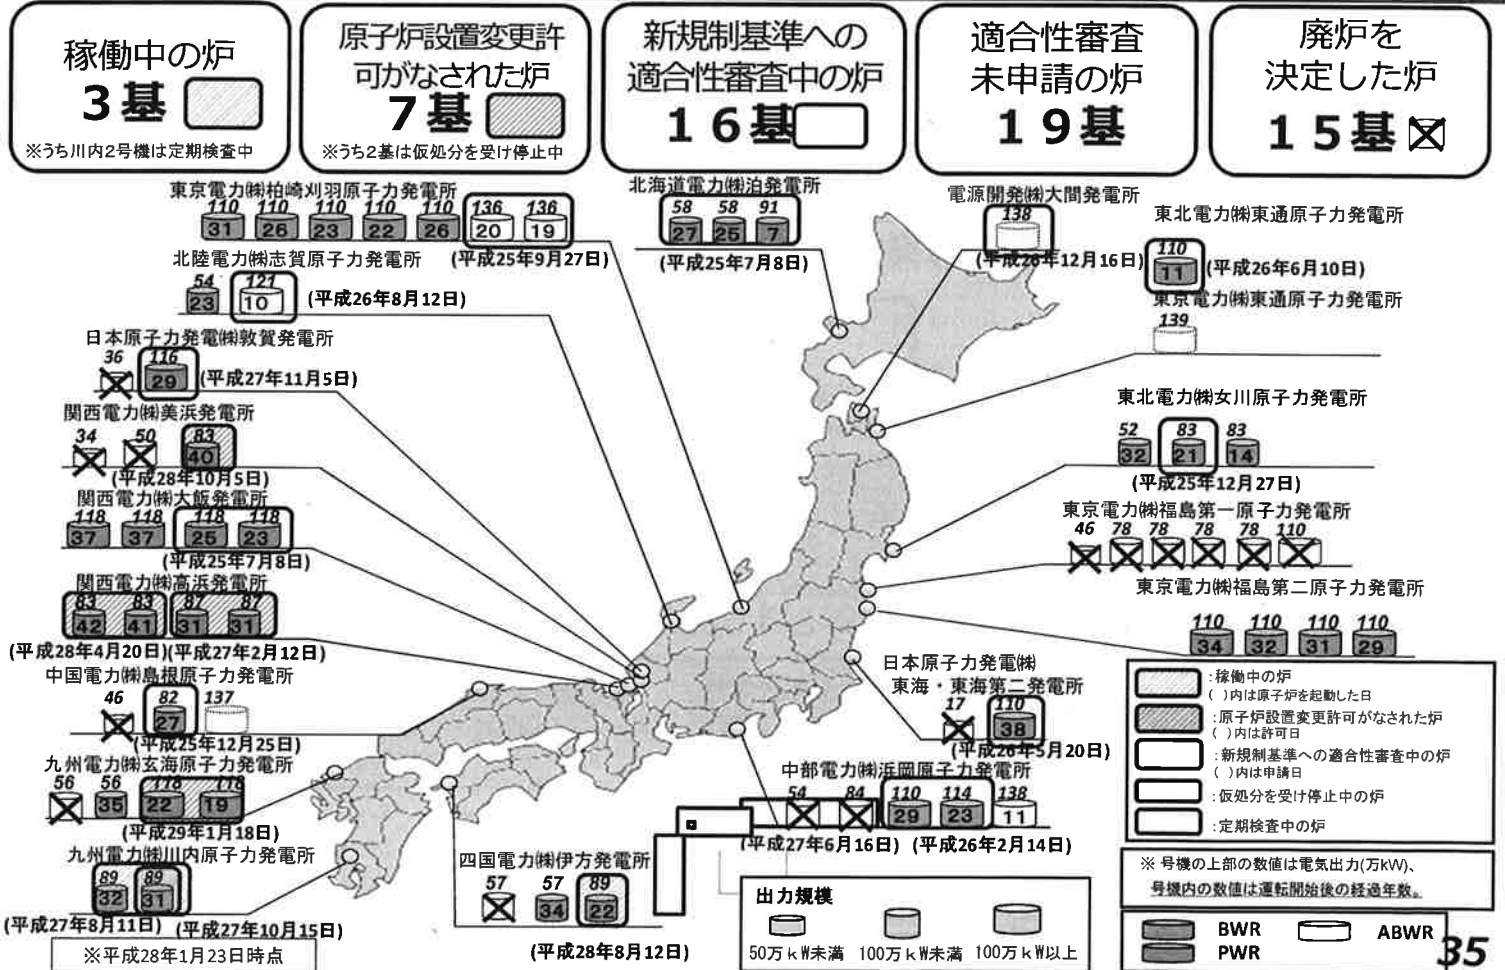 稼働中の炉
3基
※うち川内2号機は定期検査中
原子炉設置変更許
可がなされた炉
7基
※うち2基は仮処分を受け停止中
新規制基準への
適合性審査中の炉
16基
適合性審査
未申請の炉
19基
廃炉を
決定した炉
15基
東京電力㈱柏崎刈羽原子力発電所
110 110 110 110 110 136 136
31 26 23 22 26 20 19
(平成25年9月27日)
北海道電力㈱泊発電所
58 58 91
27 25 7
(平成25年7月8日)
電源開発㈱大間発電所
138
(平成26年12月16日)
東北電力㈱東通原子力発電所
110
11
(平成26年6月10日)
東京電力㈱東通原子力発電所
139
北陸電力㈱志賀原子力発電所
54 121
23 10
(平成26年8月12日)
日本原子力発電㈱敦賀発電所
36 116
29
(平成27年11月5日)
関西電力㈱美浜発電所
34 50 83
40
(平成28年10月5日)
関西電力㈱大飯発電所
118 118 118 118
37 37 25 23
(平成25年7月8日)
関西電力㈱高浜発電所
83 83 87 87
42 41 31 31
(平成28年4月20日)(平成27年2月12日)
中国電力㈱島根原子力発電所
46 82 137
27
(平成25年12月25日)
九州電力㈱玄海原子力発電所
56 56 118 118
35 22 19
(平成29年1月18日)
九州電力㈱川内原子力発電所
89 89
32 31
(平成27年8月11日) (平成27年10月15日)
※平成28年1月23日時点
東北電力㈱女川原子力発電所
52 83 83
32 21 14
(平成25年12月27日)
東京電力㈱福島第一原子力発電所
46 78 78 78 78 110
東京電力㈱福島第二原子力発電所
110 110 110 110
34 32 31 29
日本原子力発電㈱
東海・東海第二発電所
17 110
38
(平成26年5月20日)
中部電力㈱浜岡原子力発電所
54 84 110 114 138
29 23 11
(平成27年6月16日) (平成26年2月14日)
四国電力㈱伊方発電所
57 57 89
34 22
(平成28年8月12日)
出力規模
50万kW未満 100万kW未満 100万kW以上
:稼働中の炉
( )内は原子炉を起動した日
:原子炉設置変更許可がなされた炉
( )内は許可日
:新規制基準への適合性審査中の炉
( )内は申請日
:仮処分を受け停止中の炉
:定期検査中の炉
※ 号機の上部の数値は電気出力(万kW)、
号機内の数値は運転開始後の経過年数。
BWR ABWR
PWR
35